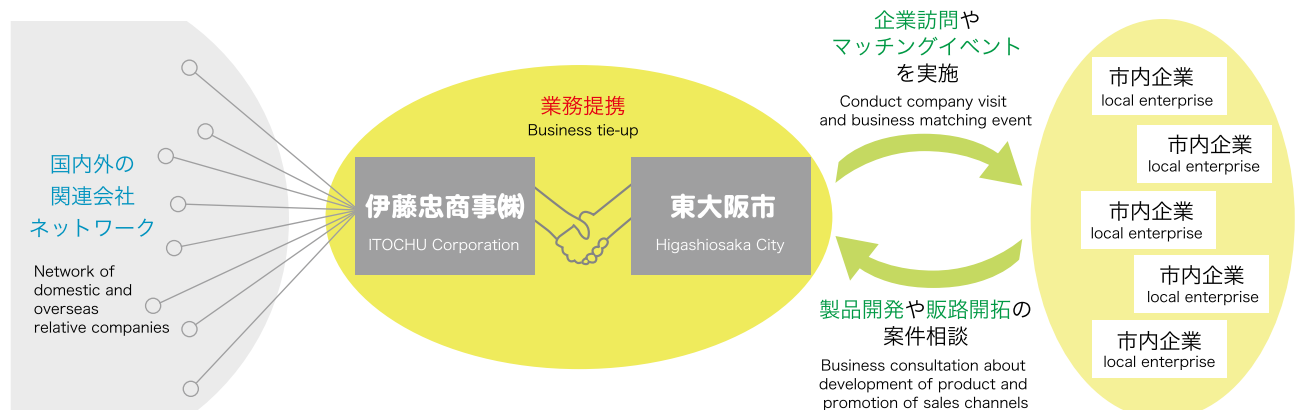 国内外の
関連会社
ネットワーク
Network of
domestic and
overseas
relative companies
業務提携
Business tie-up
伊藤忠商事㈱
ITOCHU Corporation
東大阪市
Higashiosaka City
企業訪問や
マッチングイベント
を実施
Conduct company visit
and business matching event
製品開発や販路開拓の
案件相談
Business consultation about
development of product and
promotion of sales channels
市内企業
local enterprise
市内企業
local enterprise
市内企業
local enterprise
市内企業
local enterprise
市内企業
local enterprise